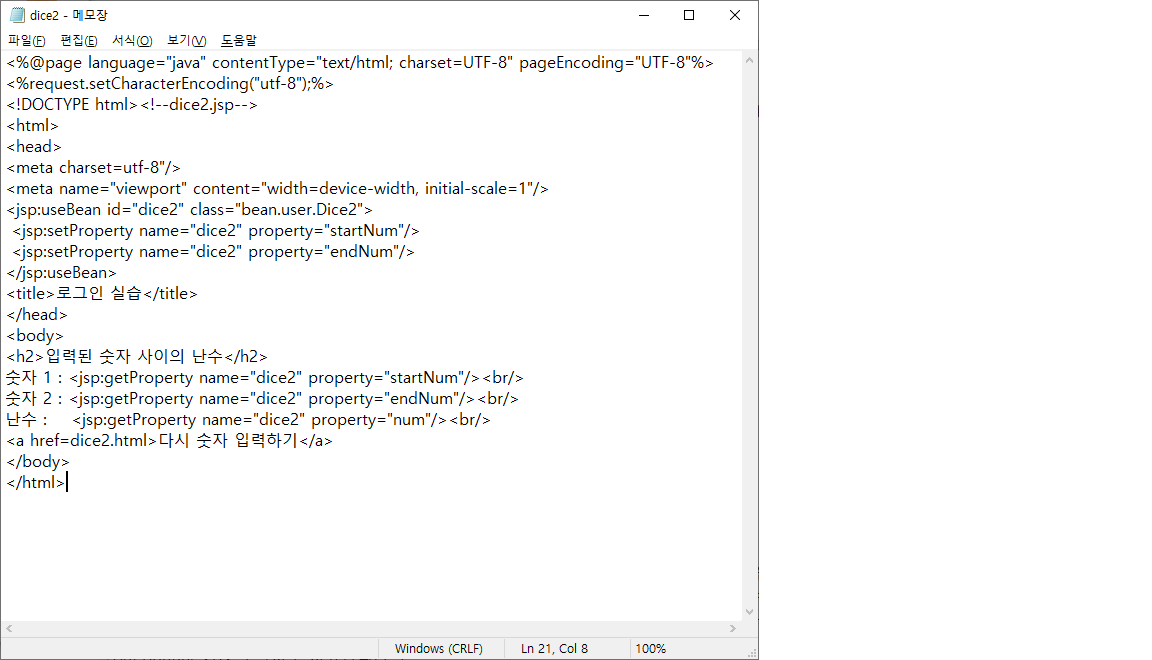 dice2 - 메모장
파일(F) 편집(E) 서식(O) 보기(V) 도움말
<%@page language="java" contentType="text/html; charset=UTF-8" pageEncoding="UTF-8"%>
<%request.setCharacterEncoding("utf-8");%>
<!DOCTYPE html><!--dice2.jsp-->
<html>
<head>
<meta charset=utf-8"/>
<meta name="viewport" content="width=device-width, initial-scale=1"/>
<jsp:useBean id="dice2" class="bean.user.Dice2">
 <jsp:setProperty name="dice2" property="startNum"/>
 <jsp:setProperty name="dice2" property="endNum"/>
</jsp:useBean>
<title>로그인 실습</title>
</head>
<body>
<h2>입력된 숫자 사이의 난수</h2>
숫자 1 : <jsp:getProperty name="dice2" property="startNum"/><br/>
숫자 2 : <jsp:getProperty name="dice2" property="endNum"/><br/>
난수 :     <jsp:getProperty name="dice2" property="num"/><br/>
<a href=dice2.html>다시 숫자 입력하기</a>
</body>
</html>
Windows (CRLF) Ln 21, Col 8 100%